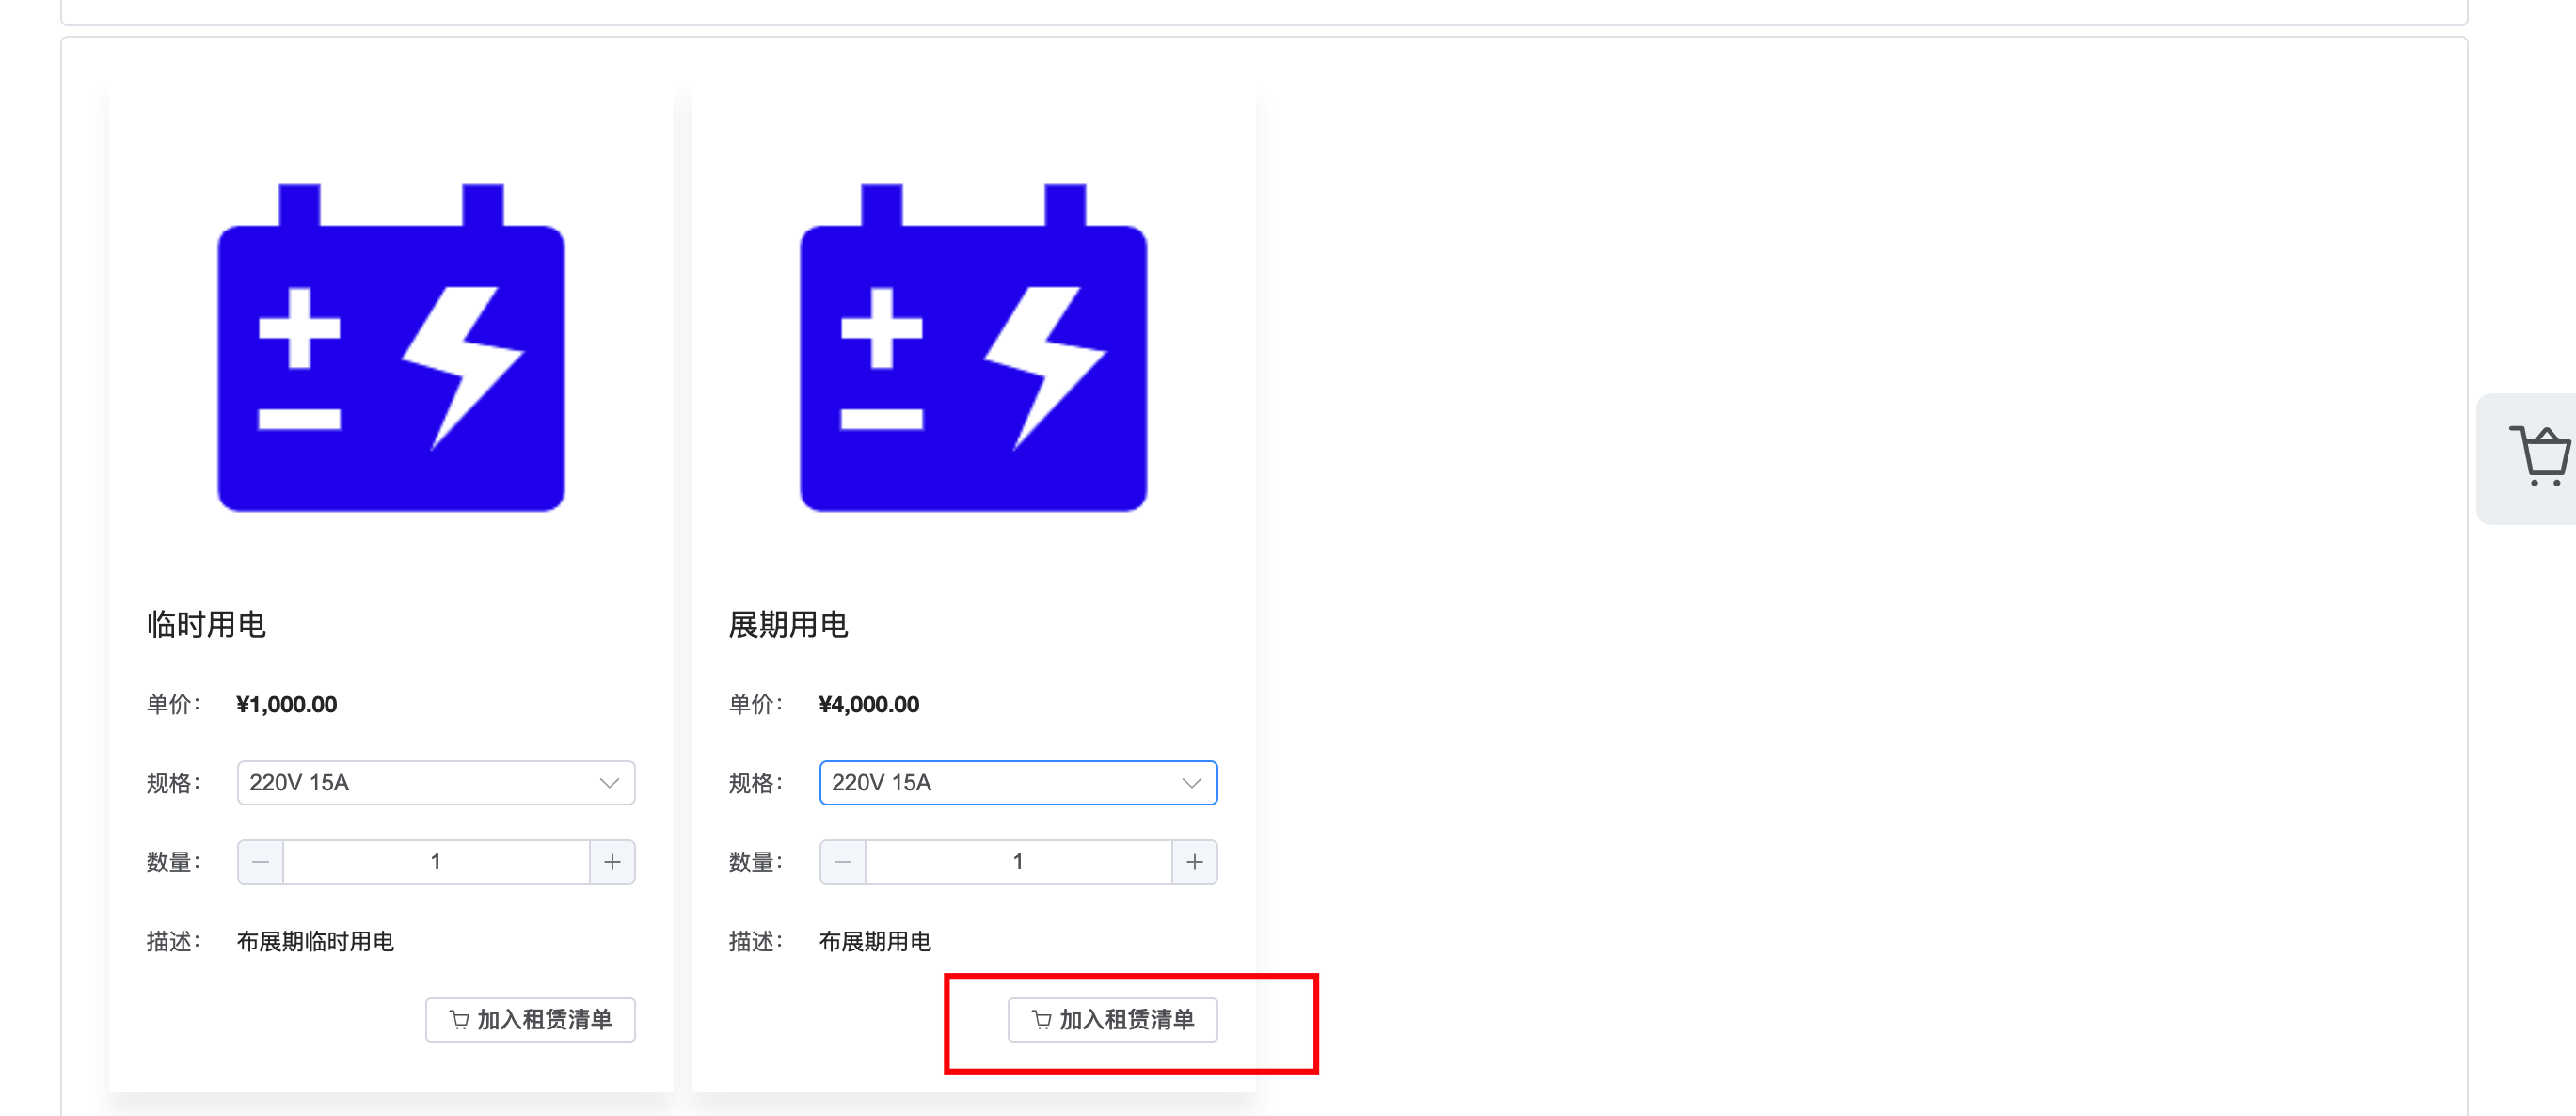 临时用电
单价： ¥1,000.00
规格： 220V 15A
数量： 1
描述： 布展期临时用电
加入租赁清单
展期用电
单价： ¥4,000.00
规格： 220V 15A
数量： 1
描述： 布展期用电
加入租赁清单